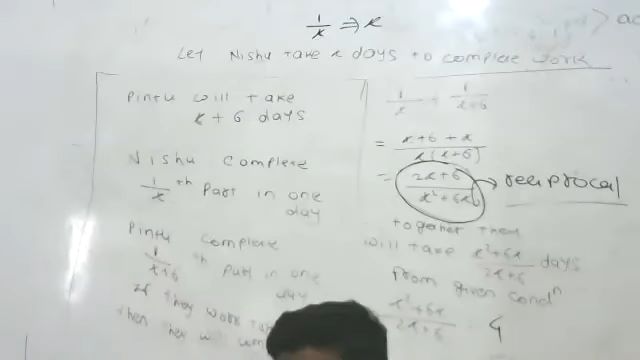 1/x ⇒ x
Let Nishu take x days to complete work
Pintu will take
x + 6 days
Nishu complete
1/x th part in one
day
Pintu complete
1/x+6 th part in one
day
If they work
then they will
1/x + 1/x+6
= x+6+x / x(x+6)
= 2x+6 / x²+6x → reciprocal
together they
will take x²+6x / 2x+6 days
From given condⁿ
x²+6x / 2x+6 = 4